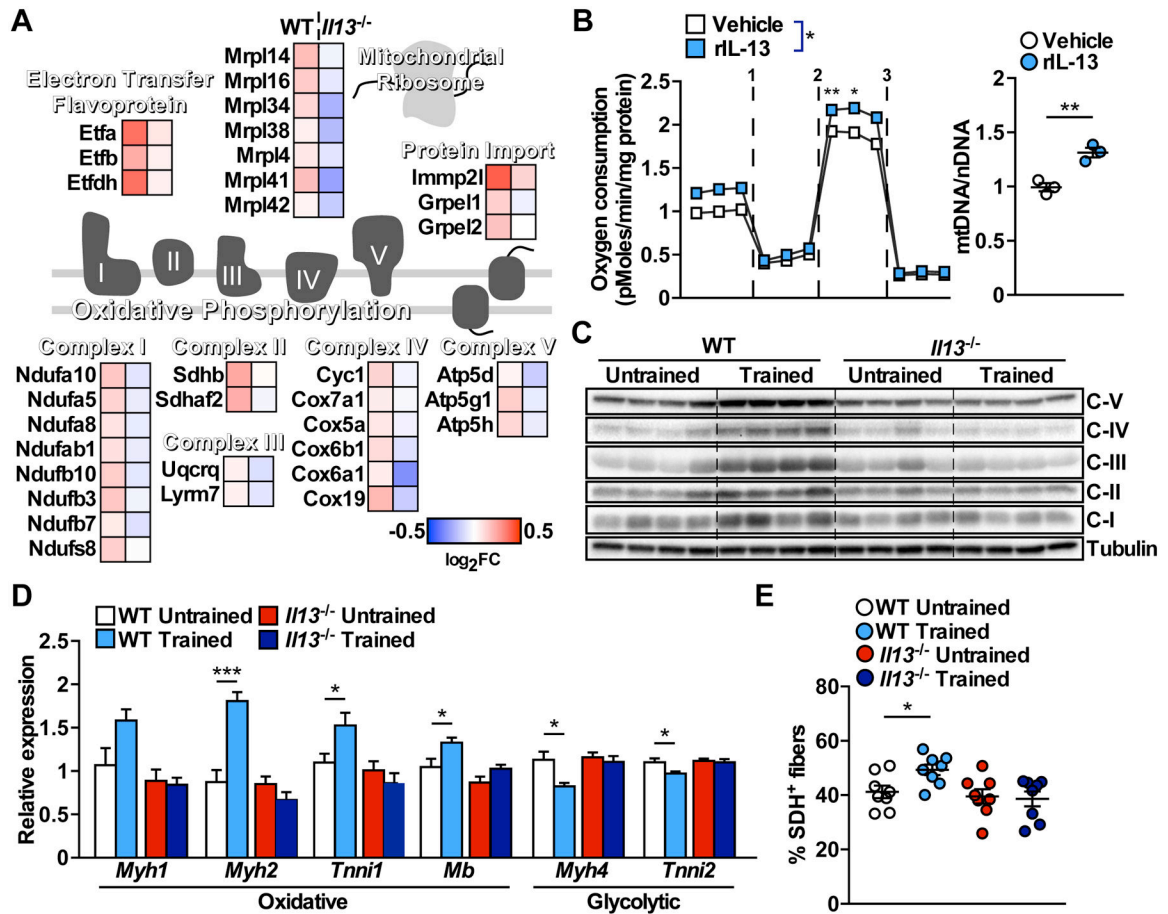 A
WT Il13-/-
Mrpl14
Mrpl16
Mrpl34
Mrpl38
Mrpl4
Mrpl41
Mrpl42
Mitochondrial
Ribosome
Electron Transfer
Flavoprotein
Etfa
Etfb
Etfdh
Protein Import
Immp2l
Grpel1
Grpel2
I II III IV V
Oxidative Phosphorylation
Complex I
Ndufa10
Ndufa5
Ndufa8
Ndufab1
Ndufb10
Ndufb3
Ndufb7
Ndufs8
Complex II
Sdhb
Sdhaf2
Complex III
Uqcrq
Lyrm7
Complex IV
Cyc1
Cox7a1
Cox5a
Cox6b1
Cox6a1
Cox19
Complex V
Atp5d
Atp5g1
Atp5h
-0.5 0.5
log2FC
B
Vehicle
rIL-13
*
1 2 3
** *
Oxygen consumption
(pMoles/min/mg protein)
2.5
2
1.5
1
0.5
0
Vehicle
rIL-13
**
mtDNA/nDNA
2
1.5
1
0.5
0
C
WT Il13-/-
Untrained Trained Untrained Trained
C-V
C-IV
C-III
C-II
C-I
Tubulin
D
WT Untrained Il13-/- Untrained
WT Trained Il13-/- Trained
Relative expression
2.5
2
1.5
1
0.5
0
*** * * * *
Myh1 Myh2 Tnni1 Mb Myh4 Tnni2
Oxidative Glycolytic
E
WT Untrained
WT Trained
Il13-/- Untrained
Il13-/- Trained
*
% SDH+ fibers
80
60
40
20
0